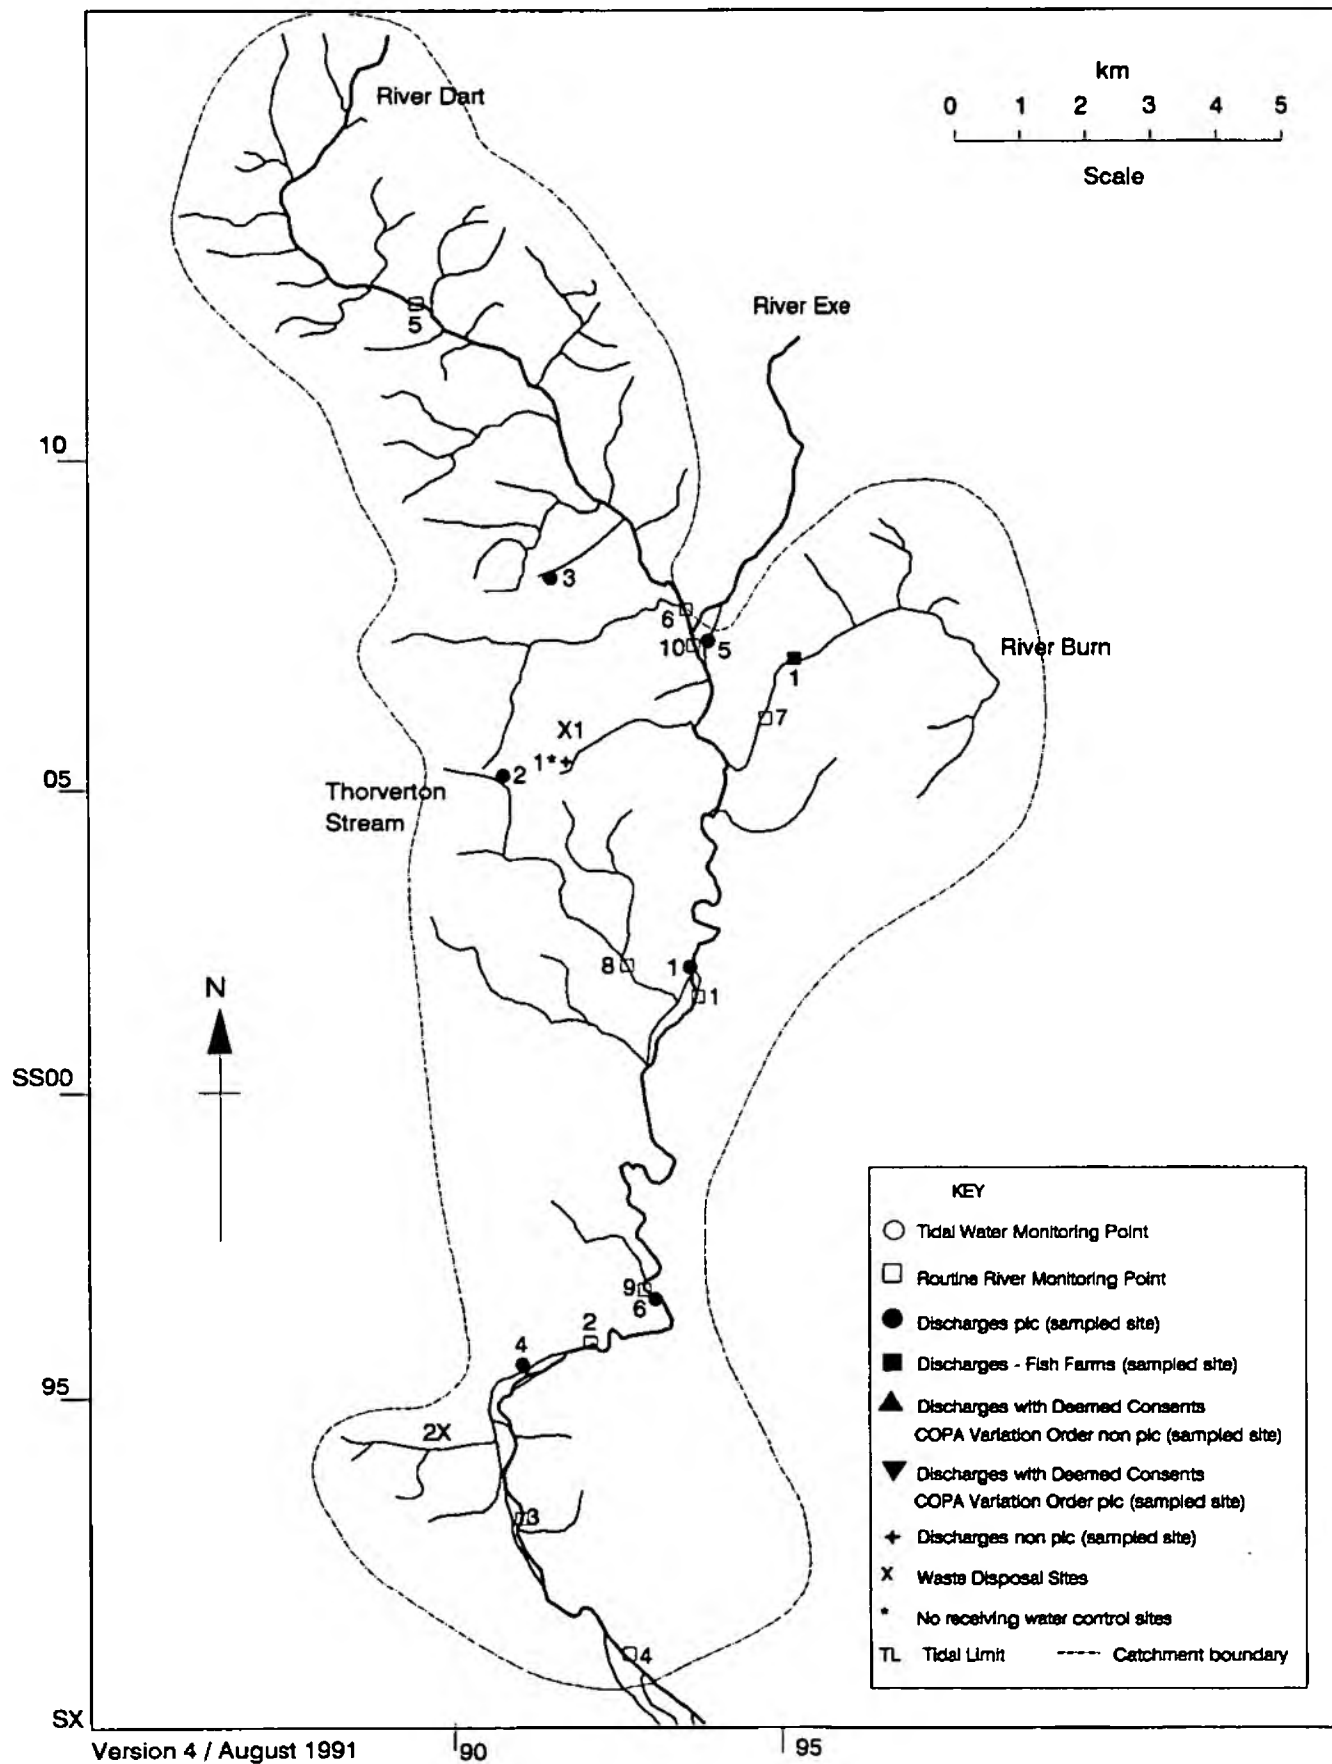 km
0 1 2 3 4 5
Scale
River Dart
River Exe
5
10
3
6
10
5
River Burn
1
7
X1
1*+
2
05
Thorverton
Stream
8
1
1
N
SS00
9
6
2
4
95
2X
3
4
SX
90
95
KEY
Tidal Water Monitoring Point
Routine River Monitoring Point
Discharges plc (sampled site)
Discharges - Fish Farms (sampled site)
Discharges with Deemed Consents
COPA Variation Order non plc (sampled site)
Discharges with Deemed Consents
COPA Variation Order plc (sampled site)
+ Discharges non plc (sampled site)
X Waste Disposal Sites
* No receiving water control sites
TL Tidal Limit ----- Catchment boundary
Version 4 / August 1991